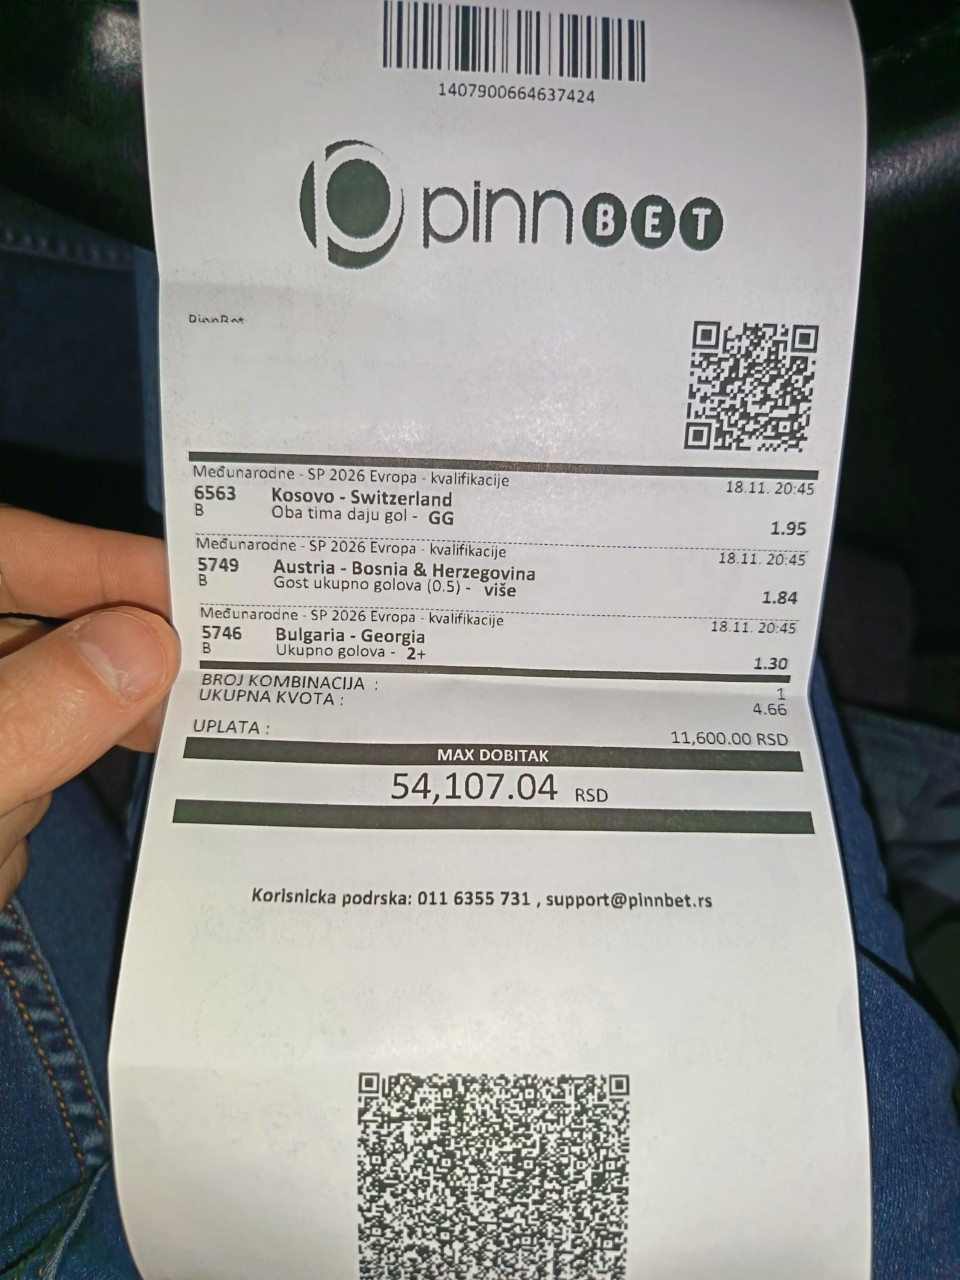 1407900664637424
pinnBET
PinnBet
Međunarodne - SP 2026 Evropa - kvalifikacije 18.11. 20:45
6563 Kosovo - Switzerland
B Oba tima daju gol - GG 1.95
Međunarodne - SP 2026 Evropa - kvalifikacije 18.11. 20:45
5749 Austria - Bosnia & Herzegovina
B Gost ukupno golova (0.5) - više 1.84
Međunarodne - SP 2026 Evropa - kvalifikacije 18.11. 20:45
5746 Bulgaria - Georgia
B Ukupno golova - 2+ 1.30
BROJ KOMBINACIJA : 1
UKUPNA KVOTA : 4.66
UPLATA : 11,600.00 RSD
MAX DOBITAK
54,107.04 RSD
Korisnicka podrska: 011 6355 731 , support@pinnbet.rs